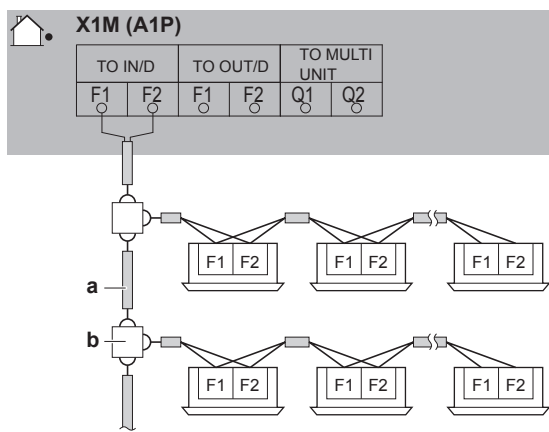 X1M (A1P)
TO IN/D TO OUT/D TO MULTI UNIT
F1 F2 F1 F2 Q1 Q2
F1 F2 F1 F2 F1 F2
a
b
F1 F2 F1 F2 F1 F2